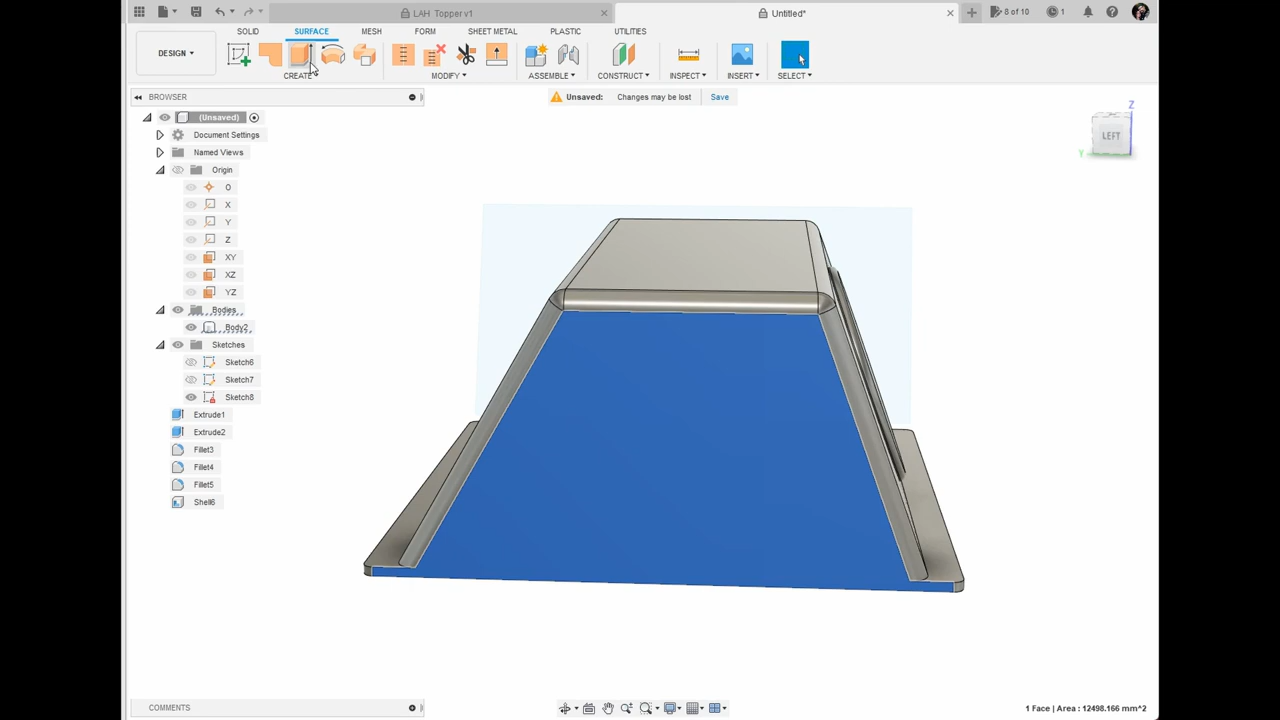 LAH Topper v1
Untitled*
8 of 10
1
DESIGN
SOLID
SURFACE
MESH
FORM
SHEET METAL
PLASTIC
UTILITIES
CREATE
MODIFY
ASSEMBLE
CONSTRUCT
INSPECT
INSERT
SELECT
BROWSER
Unsaved: Changes may be lost Save
(Unsaved)
Document Settings
Named Views
Origin
O
X
Y
Z
XY
XZ
YZ
Bodies
Body2
Sketches
Sketch6
Sketch7
Sketch8
Extrude1
Extrude2
Fillet3
Fillet4
Fillet5
Shell6
Z
LEFT
Y
COMMENTS
1 Face | Area : 12498.166 mm^2